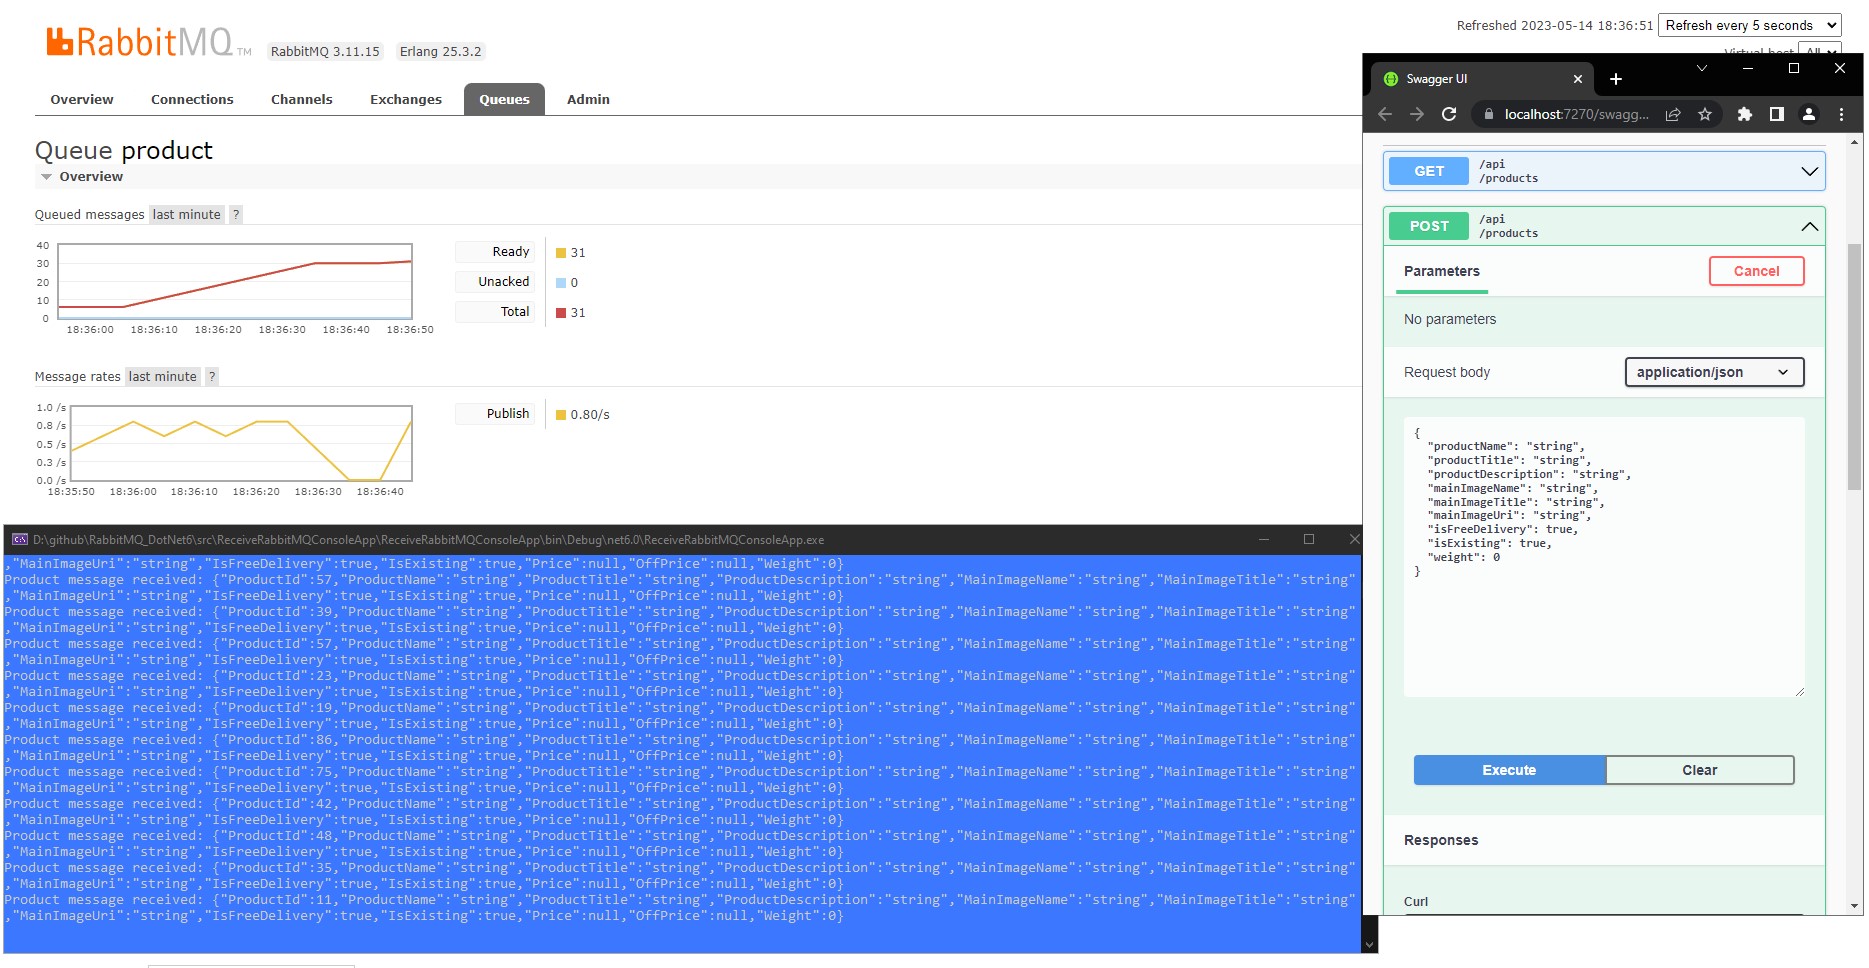 RabbitMQ TM
RabbitMQ 3.11.15
Erlang 25.3.2
Refreshed 2023-05-14 18:36:51
Refresh every 5 seconds
Virtual host
All
Overview
Connections
Channels
Exchanges
Queues
Admin
Queue product
Overview
Queued messages last minute ?
40
30
20
10
0
18:36:00 18:36:10 18:36:20 18:36:30 18:36:40 18:36:50
Ready 31
Unacked 0
Total 31
Message rates last minute ?
1.0 /s
0.8 /s
0.5 /s
0.3 /s
0.0 /s
18:35:50 18:36:00 18:36:10 18:36:20 18:36:30 18:36:40
Publish 0.80/s
D:\github\RabbitMQ_DotNet6\src\ReceiveRabbitMQConsoleApp\ReceiveRabbitMQConsoleApp\bin\Debug\net6.0\ReceiveRabbitMQConsoleApp.exe
,"MainImageUri":"string","IsFreeDelivery":true,"IsExisting":true,"Price":null,"OffPrice":null,"Weight":0}
Product message received: {"ProductId":57,"ProductName":"string","ProductTitle":"string","ProductDescription":"string","MainImageName":"string","MainImageTitle":"string"
,"MainImageUri":"string","IsFreeDelivery":true,"IsExisting":true,"Price":null,"OffPrice":null,"Weight":0}
Product message received: {"ProductId":39,"ProductName":"string","ProductTitle":"string","ProductDescription":"string","MainImageName":"string","MainImageTitle":"string"
,"MainImageUri":"string","IsFreeDelivery":true,"IsExisting":true,"Price":null,"OffPrice":null,"Weight":0}
Product message received: {"ProductId":57,"ProductName":"string","ProductTitle":"string","ProductDescription":"string","MainImageName":"string","MainImageTitle":"string"
,"MainImageUri":"string","IsFreeDelivery":true,"IsExisting":true,"Price":null,"OffPrice":null,"Weight":0}
Product message received: {"ProductId":23,"ProductName":"string","ProductTitle":"string","ProductDescription":"string","MainImageName":"string","MainImageTitle":"string"
,"MainImageUri":"string","IsFreeDelivery":true,"IsExisting":true,"Price":null,"OffPrice":null,"Weight":0}
Product message received: {"ProductId":19,"ProductName":"string","ProductTitle":"string","ProductDescription":"string","MainImageName":"string","MainImageTitle":"string"
,"MainImageUri":"string","IsFreeDelivery":true,"IsExisting":true,"Price":null,"OffPrice":null,"Weight":0}
Product message received: {"ProductId":86,"ProductName":"string","ProductTitle":"string","ProductDescription":"string","MainImageName":"string","MainImageTitle":"string"
,"MainImageUri":"string","IsFreeDelivery":true,"IsExisting":true,"Price":null,"OffPrice":null,"Weight":0}
Product message received: {"ProductId":75,"ProductName":"string","ProductTitle":"string","ProductDescription":"string","MainImageName":"string","MainImageTitle":"string"
,"MainImageUri":"string","IsFreeDelivery":true,"IsExisting":true,"Price":null,"OffPrice":null,"Weight":0}
Product message received: {"ProductId":42,"ProductName":"string","ProductTitle":"string","ProductDescription":"string","MainImageName":"string","MainImageTitle":"string"
,"MainImageUri":"string","IsFreeDelivery":true,"IsExisting":true,"Price":null,"OffPrice":null,"Weight":0}
Product message received: {"ProductId":48,"ProductName":"string","ProductTitle":"string","ProductDescription":"string","MainImageName":"string","MainImageTitle":"string"
,"MainImageUri":"string","IsFreeDelivery":true,"IsExisting":true,"Price":null,"OffPrice":null,"Weight":0}
Product message received: {"ProductId":35,"ProductName":"string","ProductTitle":"string","ProductDescription":"string","MainImageName":"string","MainImageTitle":"string"
,"MainImageUri":"string","IsFreeDelivery":true,"IsExisting":true,"Price":null,"OffPrice":null,"Weight":0}
Product message received: {"ProductId":11,"ProductName":"string","ProductTitle":"string","ProductDescription":"string","MainImageName":"string","MainImageTitle":"string"
,"MainImageUri":"string","IsFreeDelivery":true,"IsExisting":true,"Price":null,"OffPrice":null,"Weight":0}
Swagger UI
localhost:7270/swagg...
GET /api
/products
POST /api
/products
Parameters
Cancel
No parameters
Request body
application/json
{
"productName": "string",
"productTitle": "string",
"productDescription": "string",
"mainImageName": "string",
"mainImageTitle": "string",
"mainImageUri": "string",
"isFreeDelivery": true,
"isExisting": true,
"weight": 0
}
Execute
Clear
Responses
Curl